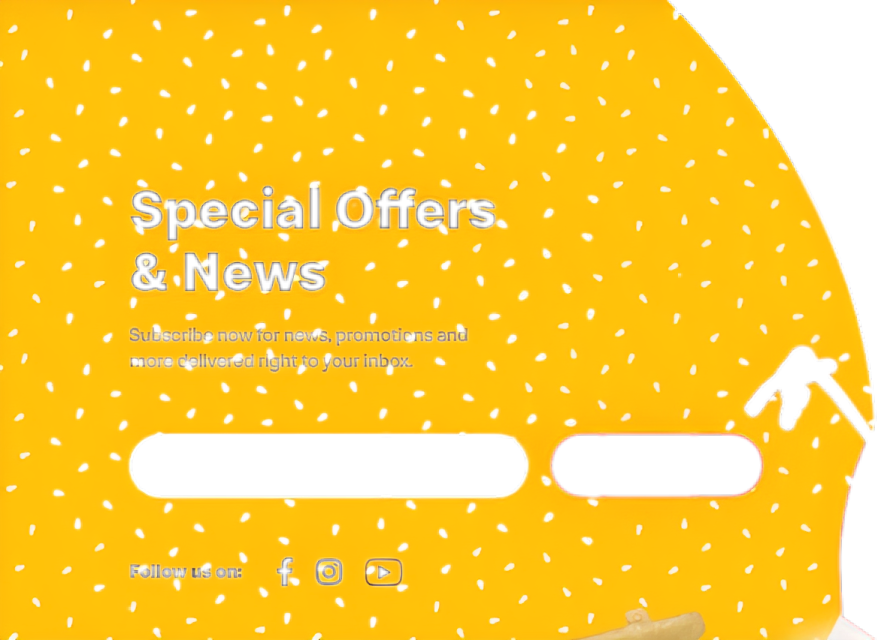 Special Offers
& News
Subscribe now for news, promotions and
more delivered right to your inbox.
Follow us on: